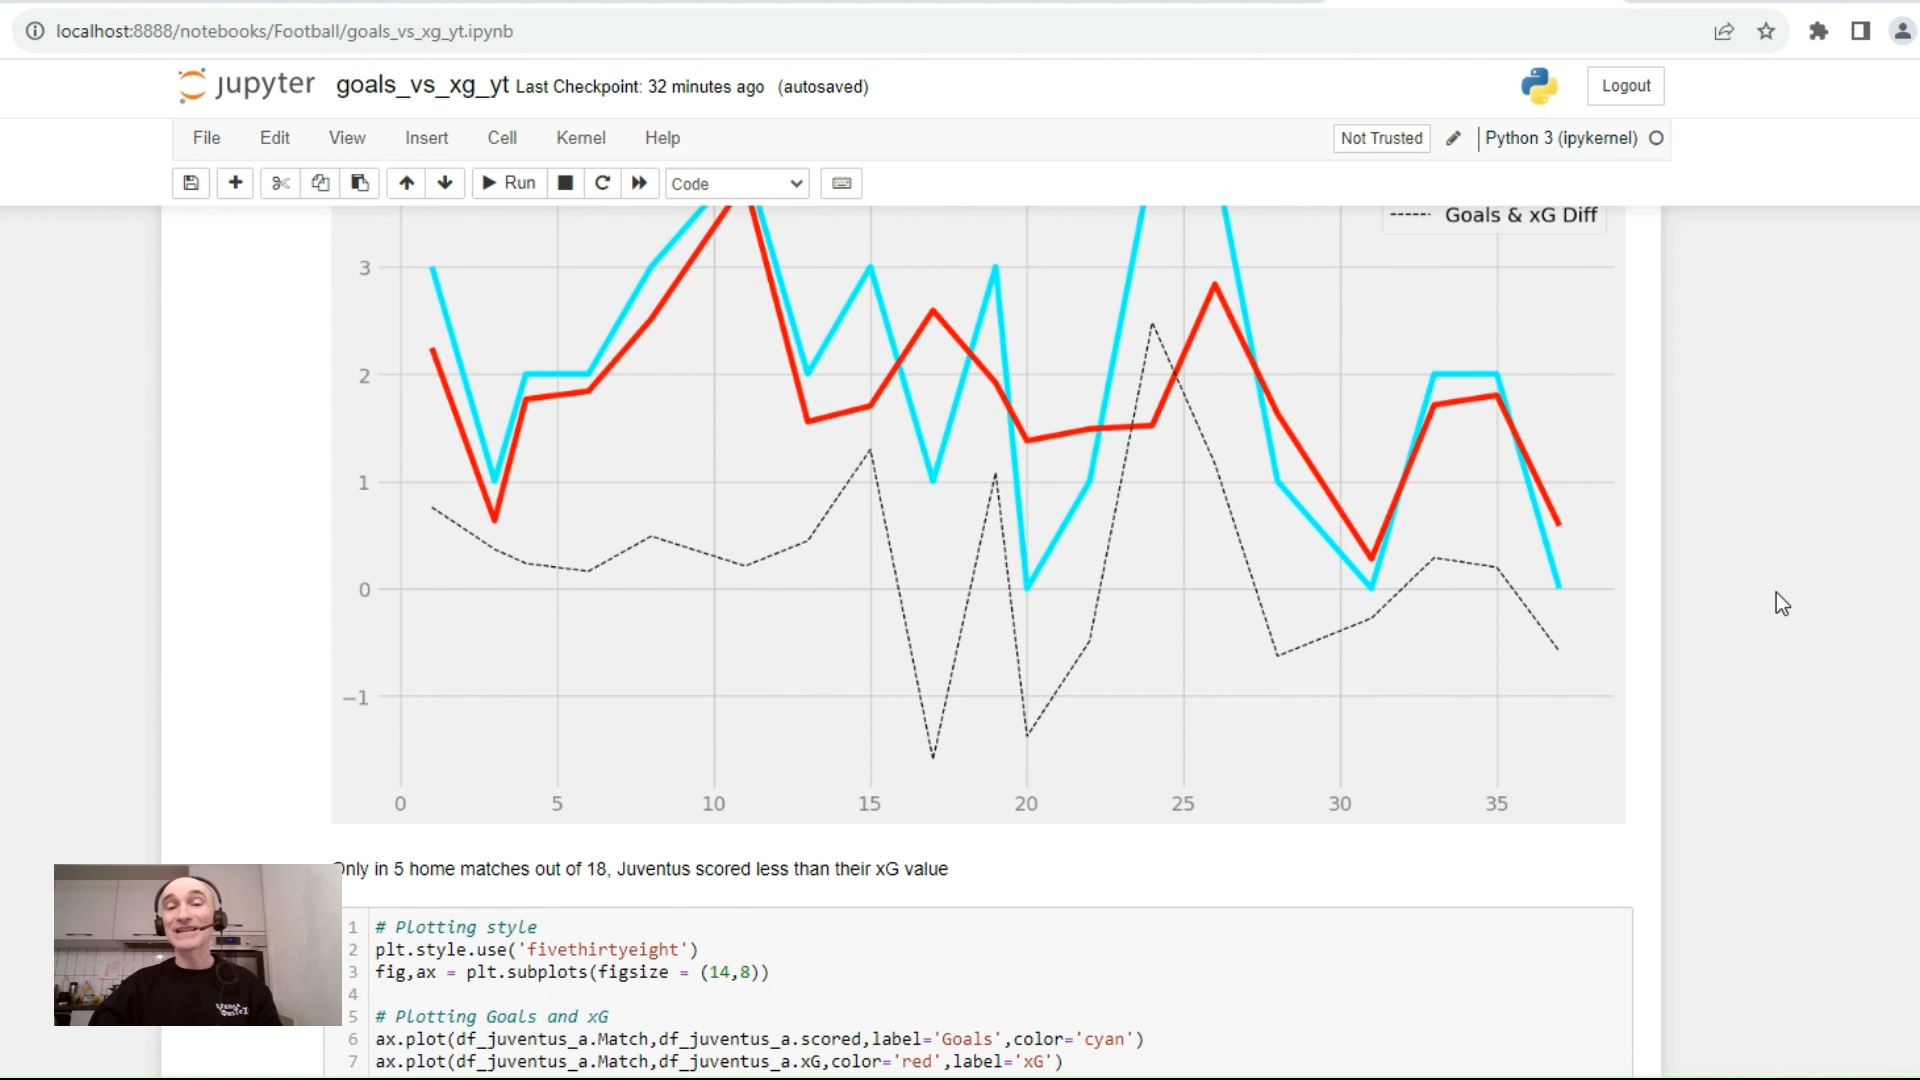 localhost:8888/notebooks/Football/goals_vs_xg_yt.ipynb
jupyter goals_vs_xg_yt Last Checkpoint: 32 minutes ago (autosaved)
Logout
File Edit View Insert Cell Kernel Help
Not Trusted
Python 3 (ipykernel)
Run
Code
Goals & xG Diff
3
2
1
0
−1
0 5 10 15 20 25 30 35
Only in 5 home matches out of 18, Juventus scored less than their xG value
1 # Plotting style
2 plt.style.use('fivethirtyeight')
3 fig,ax = plt.subplots(figsize = (14,8))
4
5 # Plotting Goals and xG
6 ax.plot(df_juventus_a.Match,df_juventus_a.scored,label='Goals',color='cyan')
7 ax.plot(df_juventus_a.Match,df_juventus_a.xG,color='red',label='xG')